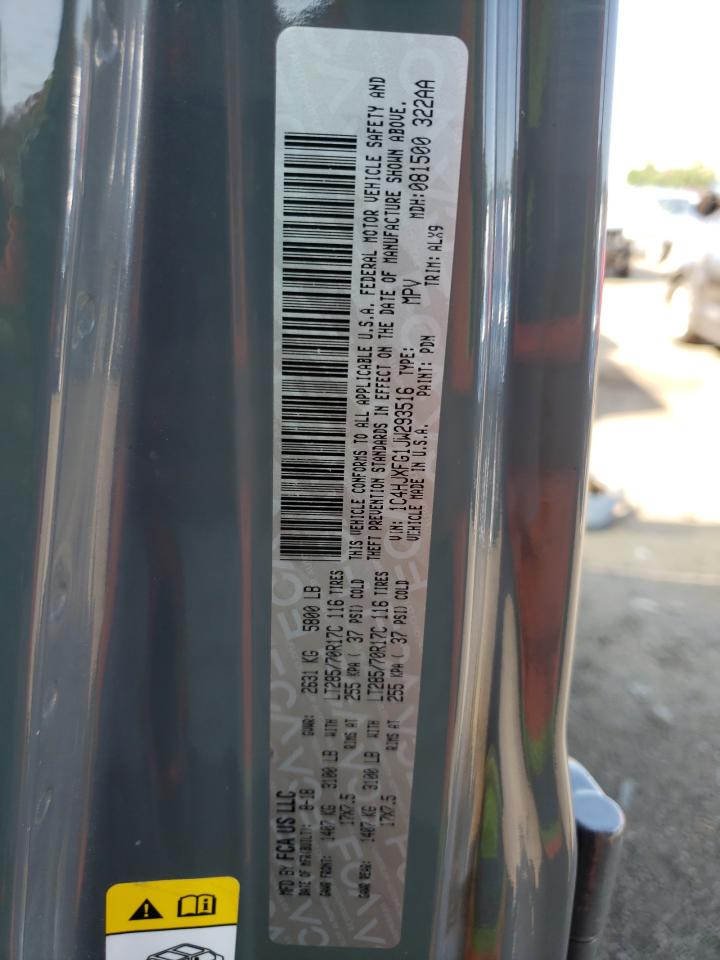 MFD BY FCA US LLC
DATE OF MFR(BUILT): 8-18 GVWR: 2631 KG 5800 LB
GAWR FRONT: 1407 KG 3100 LB WITH LT285/70R17C 116 TIRES
17X7.5 RIMS AT 255 KPA ( 37 PSI) COLD
GAWR REAR: 1407 KG 3100 LB WITH LT285/70R17C 116 TIRES
17X7.5 RIMS AT 255 KPA ( 37 PSI) COLD
THIS VEHICLE CONFORMS TO ALL APPLICABLE U.S.A. FEDERAL MOTOR VEHICLE SAFETY AND
THEFT PREVENTION STANDARDS IN EFFECT ON THE DATE OF MANUFACTURE SHOWN ABOVE.
VIN: 1C4HJXFG1JW293516 TYPE: MPV MDH:081500 322AA
VEHICLE MADE IN U.S.A. PAINT: PDN TRIM: ALX9